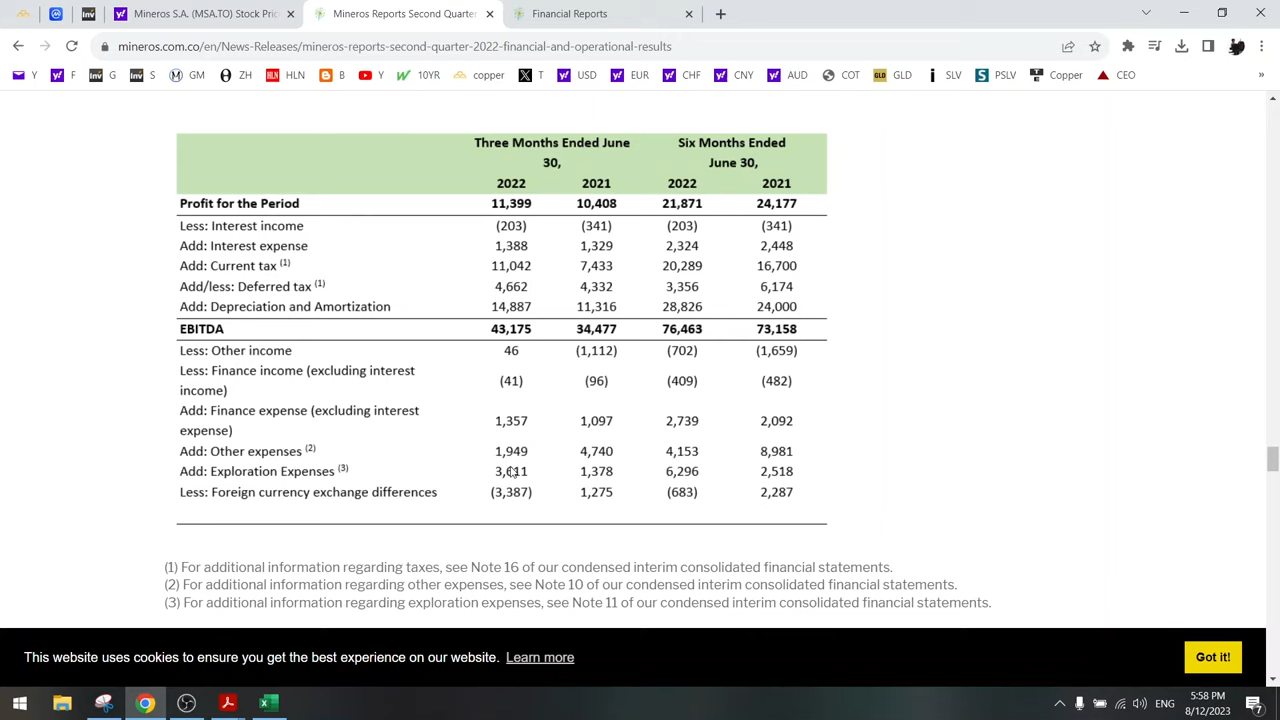 Mineros S.A. (MSA.TO) Stock Pric
Mineros Reports Second Quarter
Financial Reports
mineros.com.co/en/News-Releases/mineros-reports-second-quarter-2022-financial-and-operational-results
Y F G S GM ZH HLN B Y 10YR copper T USD EUR CHF CNY AUD COT GLD SLV PSLV Copper CEO »
Three Months Ended June 30, Six Months Ended June 30,
2022 2021 2022 2021
Profit for the Period 11,399 10,408 21,871 24,177
Less: Interest income (203) (341) (203) (341)
Add: Interest expense 1,388 1,329 2,324 2,448
Add: Current tax (1) 11,042 7,433 20,289 16,700
Add/less: Deferred tax (1) 4,662 4,332 3,356 6,174
Add: Depreciation and Amortization 14,887 11,316 28,826 24,000
EBITDA 43,175 34,477 76,463 73,158
Less: Other income 46 (1,112) (702) (1,659)
Less: Finance income (excluding interest income) (41) (96) (409) (482)
Add: Finance expense (excluding interest expense) 1,357 1,097 2,739 2,092
Add: Other expenses (2) 1,949 4,740 4,153 8,981
Add: Exploration Expenses (3) 1,378 6,296 2,518
Less: Foreign currency exchange differences (3,387) 1,275 (683) 2,287
(1) For additional information regarding taxes, see Note 16 of our condensed interim consolidated financial statements.
(2) For additional information regarding other expenses, see Note 10 of our condensed interim consolidated financial statements.
(3) For additional information regarding exploration expenses, see Note 11 of our condensed interim consolidated financial statements.
This website uses cookies to ensure you get the best experience on our website. Learn more
Got it!
ENG
5:58 PM
8/12/2023
7